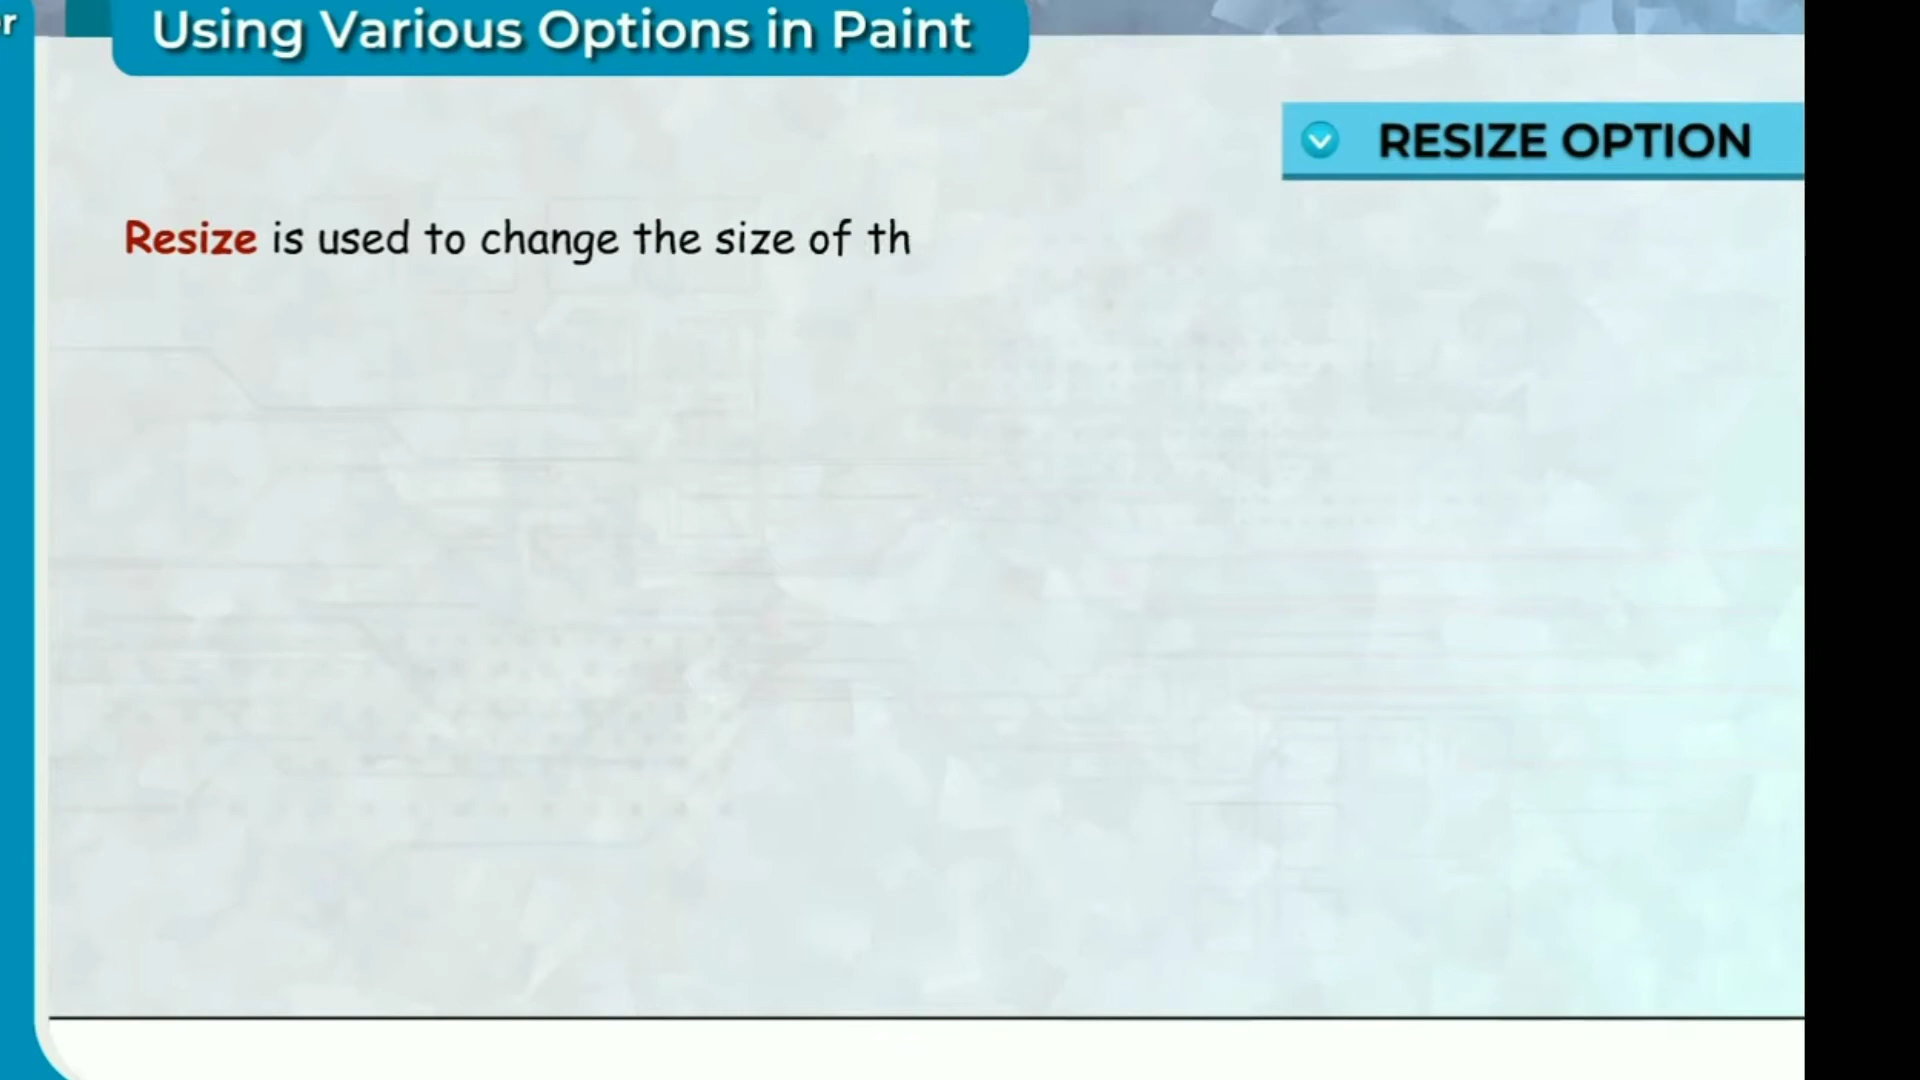 Using Various Options in Paint
RESIZE OPTION
Resize is used to change the size of th